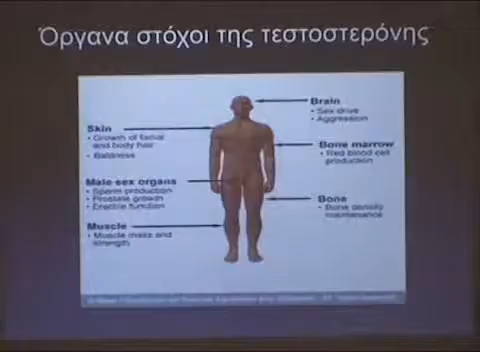 Όργανα στόχοι της τεστοστερόνης
Brain
• Sex drive
• Aggression
Skin
• Growth of facial
and body hair
• Baldness
Bone marrow
• Red blood cell
production
Male sex organs
• Sperm production
• Prostate growth
• Erectile function
Bone
• Bone density
maintenance
Muscle
• Muscle mass and
strength